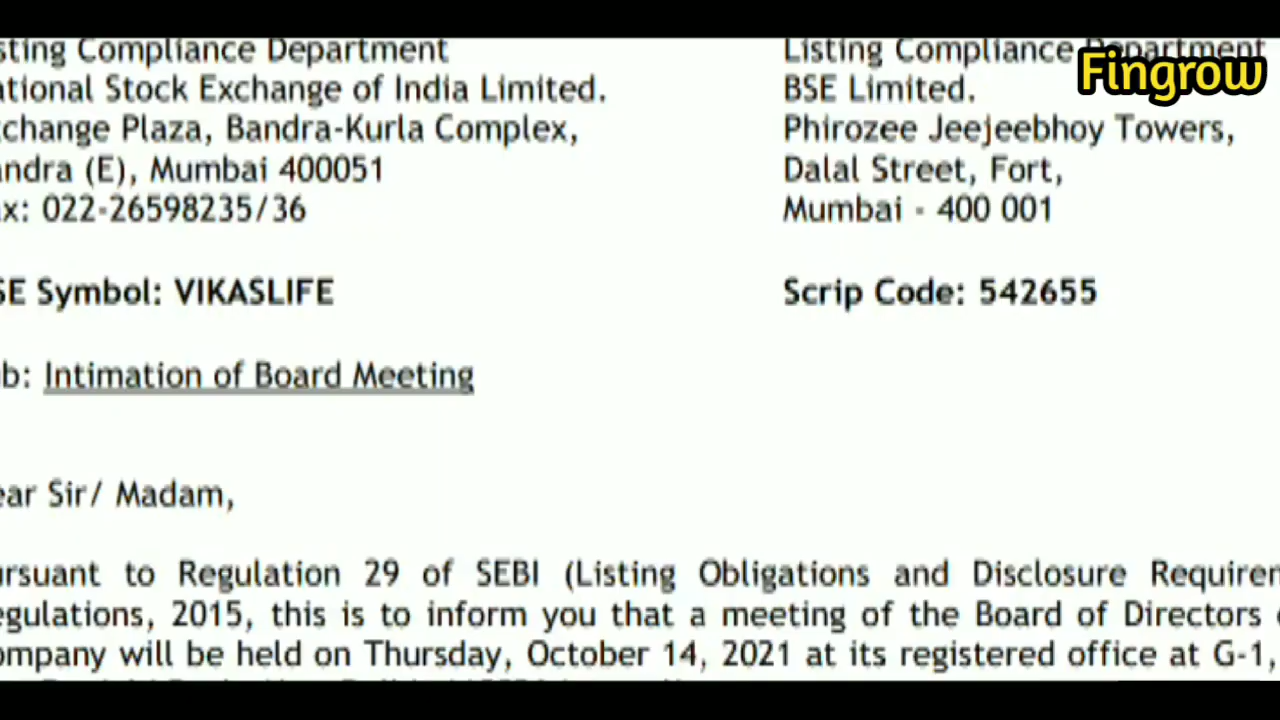 sting Compliance Department
ational Stock Exchange of India Limited.
change Plaza, Bandra-Kurla Complex,
andra (E), Mumbai 400051
ax: 022-26598235/36
Listing Compliance Department
BSE Limited.
Phirozee Jeejeebhoy Towers,
Dalal Street, Fort,
Mumbai - 400 001
Fingrow
SE Symbol: VIKASLIFE
Scrip Code: 542655
b: Intimation of Board Meeting
ear Sir/ Madam,
ursuant to Regulation 29 of SEBI (Listing Obligations and Disclosure Requirem
egulations, 2015, this is to inform you that a meeting of the Board of Directors
ompany will be held on Thursday, October 14, 2021 at its registered office at G-1,